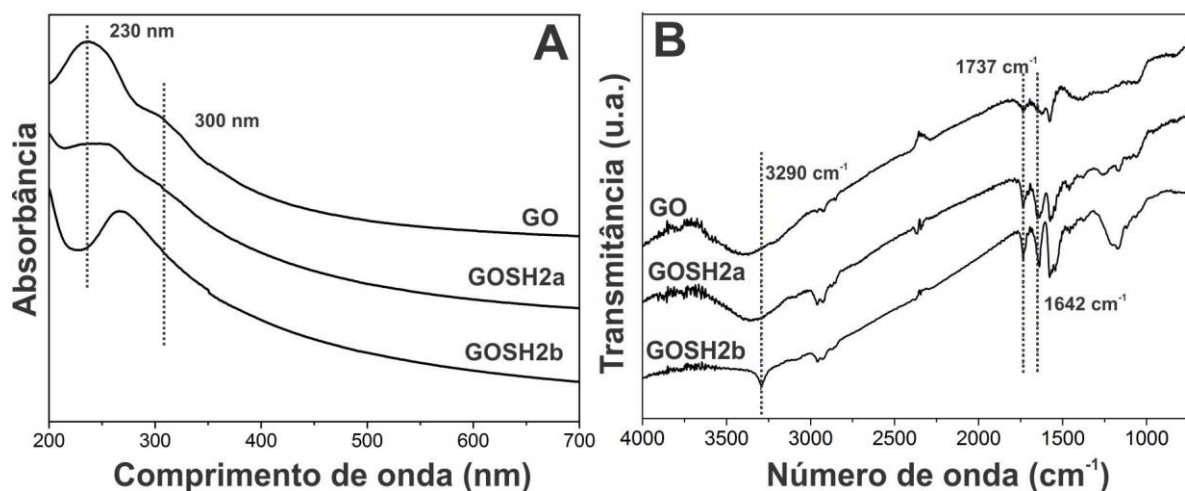 A
230 nm
300 nm
GO
GOSH2a
GOSH2b
Absorbância
200 300 400 500 600 700
Comprimento de onda (nm)
B
1737 cm⁻¹
3290 cm⁻¹
GO
GOSH2a
GOSH2b
1642 cm⁻¹
Transmitância (u.a.)
4000 3500 3000 2500 2000 1500 1000
Número de onda (cm⁻¹)